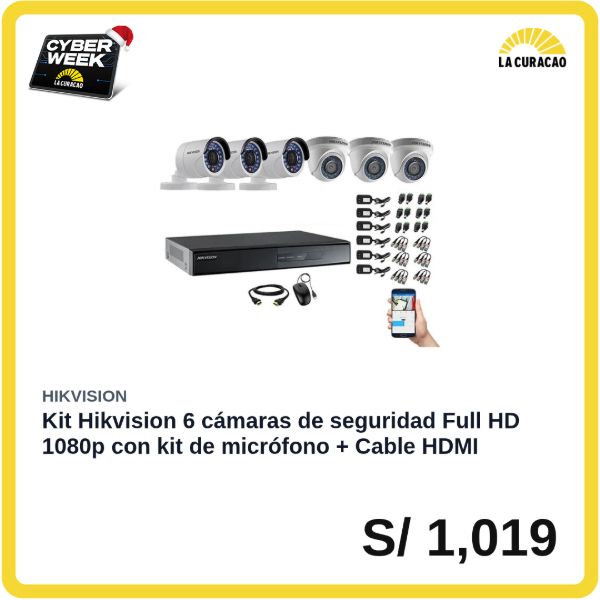 CYBER
WEEK
LA CURACAO
LA CURACAO
HIKVISION
HIKVISION
Kit Hikvision 6 cámaras de seguridad Full HD
1080p con kit de micrófono + Cable HDMI
S/ 1,019